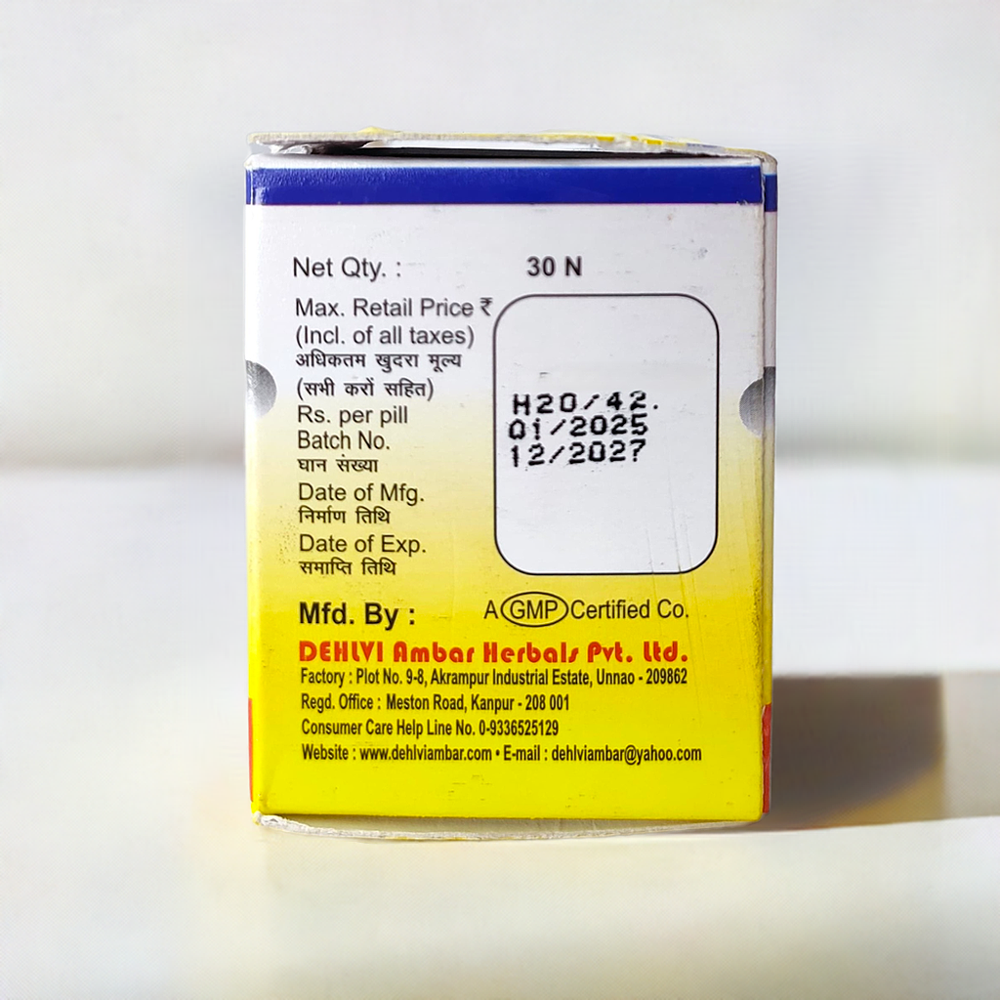 Net Qty. : 30 N
Max. Retail Price ₹
(Incl. of all taxes)
अधिकतम खुदरा मूल्य
(सभी करों सहित)
Rs. per pill
Batch No.
घान संख्या
Date of Mfg.
निर्माण तिथि
Date of Exp.
समाप्ति तिथि
H20/42.
01/2025
12/2027
Mfd. By : A GMP Certified Co.
DEHLVI Ambar Herbals Pvt. Ltd.
Factory : Plot No. 9-8, Akrampur Industrial Estate, Unnao - 209862
Regd. Office : Meston Road, Kanpur - 208 001
Consumer Care Help Line No. 0-9336525129
Website : www.dehlviambar.com • E-mail : dehlviambar@yahoo.com